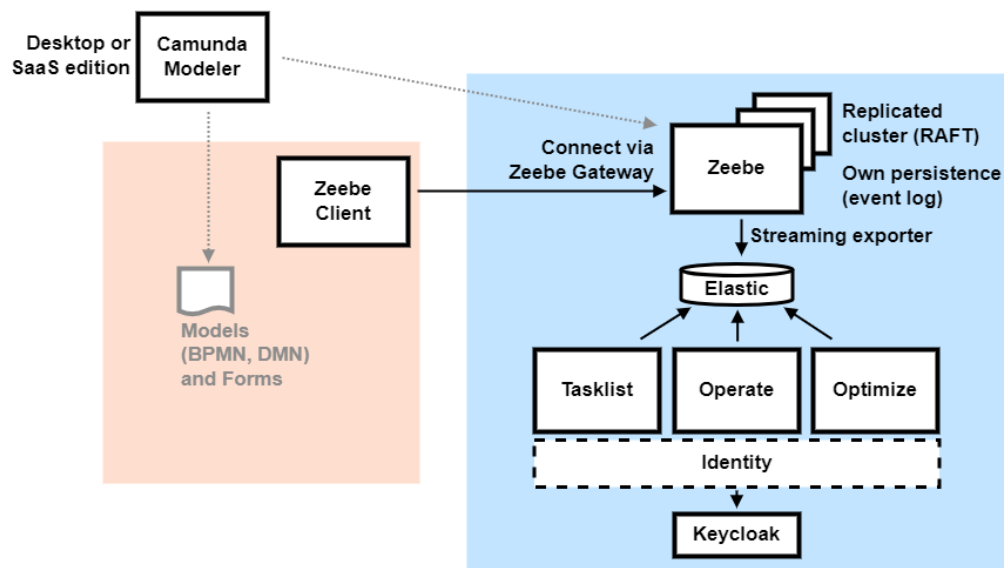 Desktop or
SaaS edition
Camunda
Modeler
Replicated
cluster (RAFT)
Connect via
Zeebe Gateway
Zeebe
Own persistence
(event log)
Zeebe
Client
Streaming exporter
Elastic
Models
(BPMN, DMN)
and Forms
Tasklist
Operate
Optimize
Identity
Keycloak